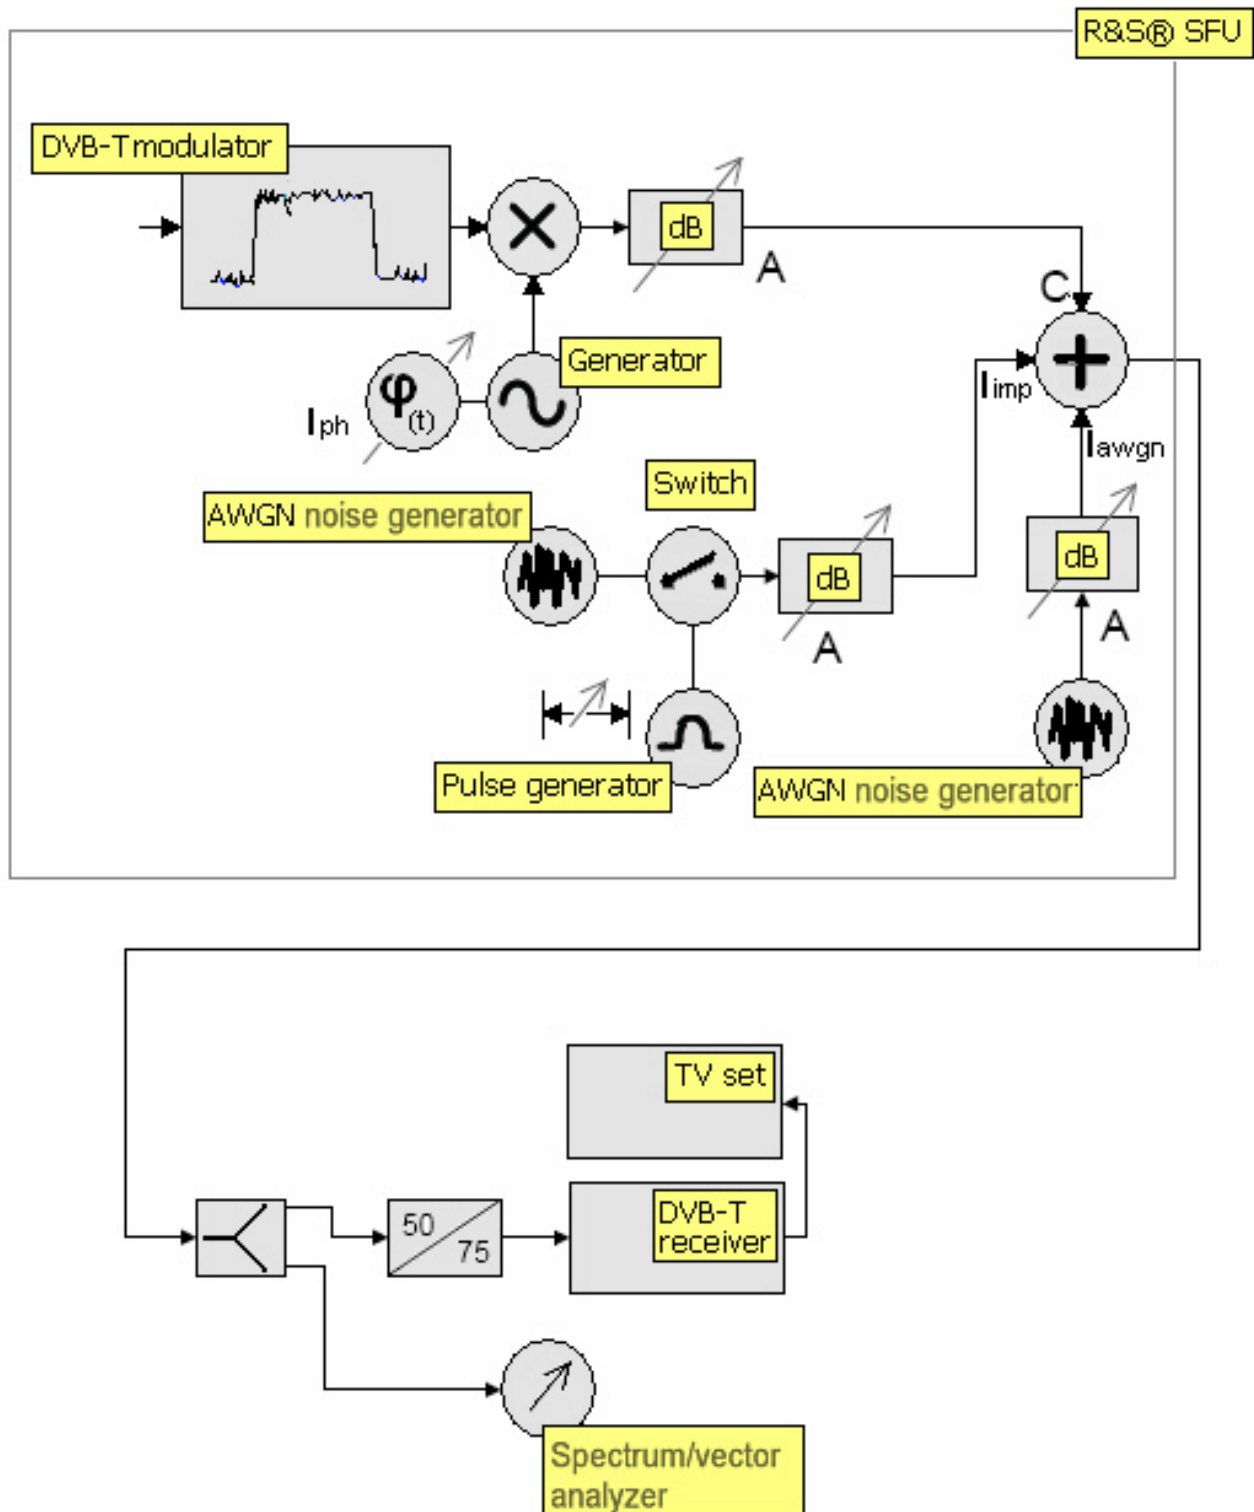 R&S® SFU
DVB-Tmodulator
dB
A
C
Generator
φ(t)
Iph
Iimp
Iawgn
Switch
AWGN noise generator
dB
A
dB
A
Pulse generator
AWGN noise generator
TV set
DVB-T
receiver
50
75
Spectrum/vector
analyzer